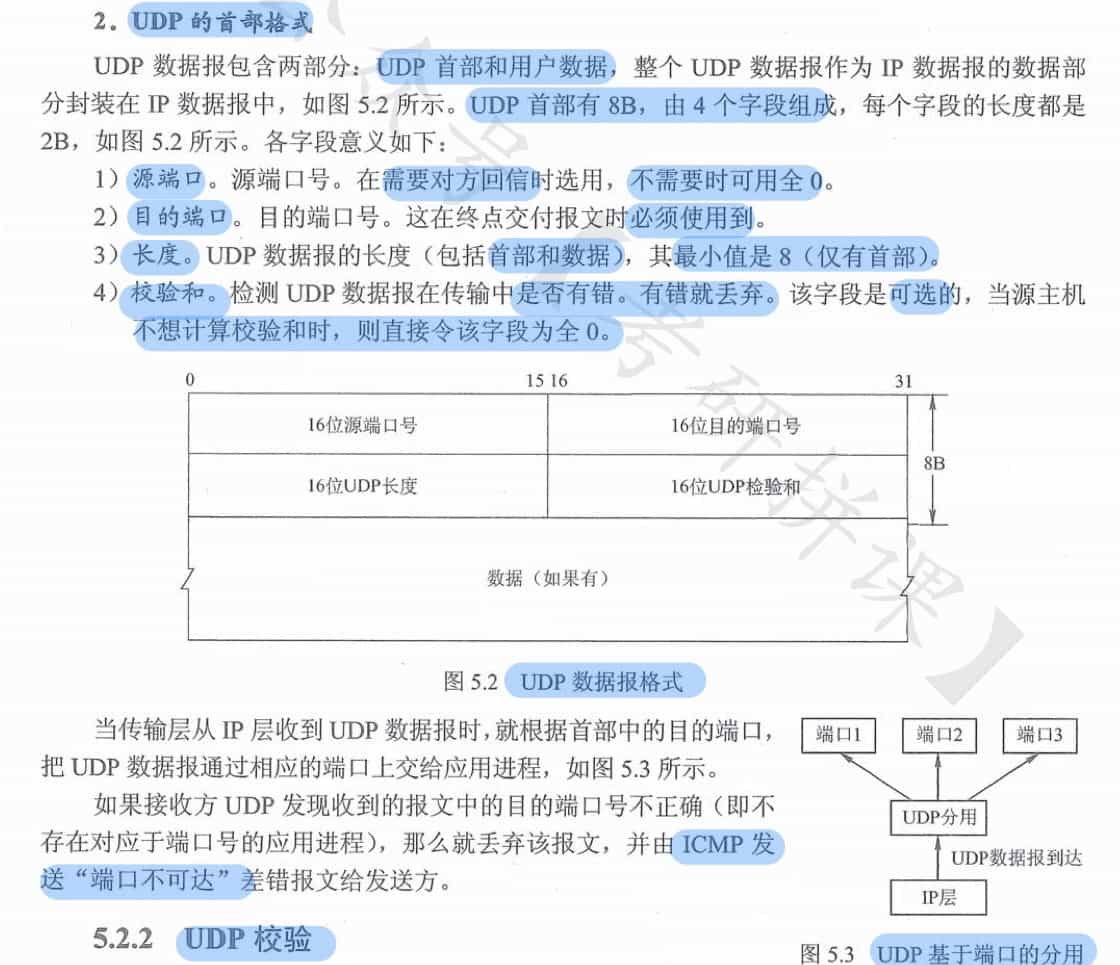 2. UDP 的首部格式
UDP 数据报包含两部分：UDP 首部和用户数据，整个 UDP 数据报作为 IP 数据报的数据部
分封装在 IP 数据报中，如图 5.2 所示。UDP 首部有 8B，由 4 个字段组成，每个字段的长度都是
2B，如图 5.2 所示。各字段意义如下：
1）源端口。源端口号。在需要对方回信时选用，不需要时可用全 0。
2）目的端口。目的端口号。这在终点交付报文时必须使用到。
3）长度。UDP 数据报的长度（包括首部和数据），其最小值是 8（仅有首部）。
4）校验和。检测 UDP 数据报在传输中是否有错。有错就丢弃。该字段是可选的，当源主机
不想计算校验和时，则直接令该字段为全 0。
0 15 16 31
16位源端口号 16位目的端口号
8B
16位UDP长度 16位UDP检验和
数据（如果有）
图 5.2 UDP 数据报格式
当传输层从 IP 层收到 UDP 数据报时，就根据首部中的目的端口，
把 UDP 数据报通过相应的端口上交给应用进程，如图 5.3 所示。
如果接收方 UDP 发现收到的报文中的目的端口号不正确（即不
存在对应于端口号的应用进程），那么就丢弃该报文，并由 ICMP 发
送“端口不可达”差错报文给发送方。
端口1 端口2 端口3
UDP分用
UDP数据报到达
IP层
图 5.3 UDP 基于端口的分用
5.2.2 UDP 校验
众号【考研拼课】